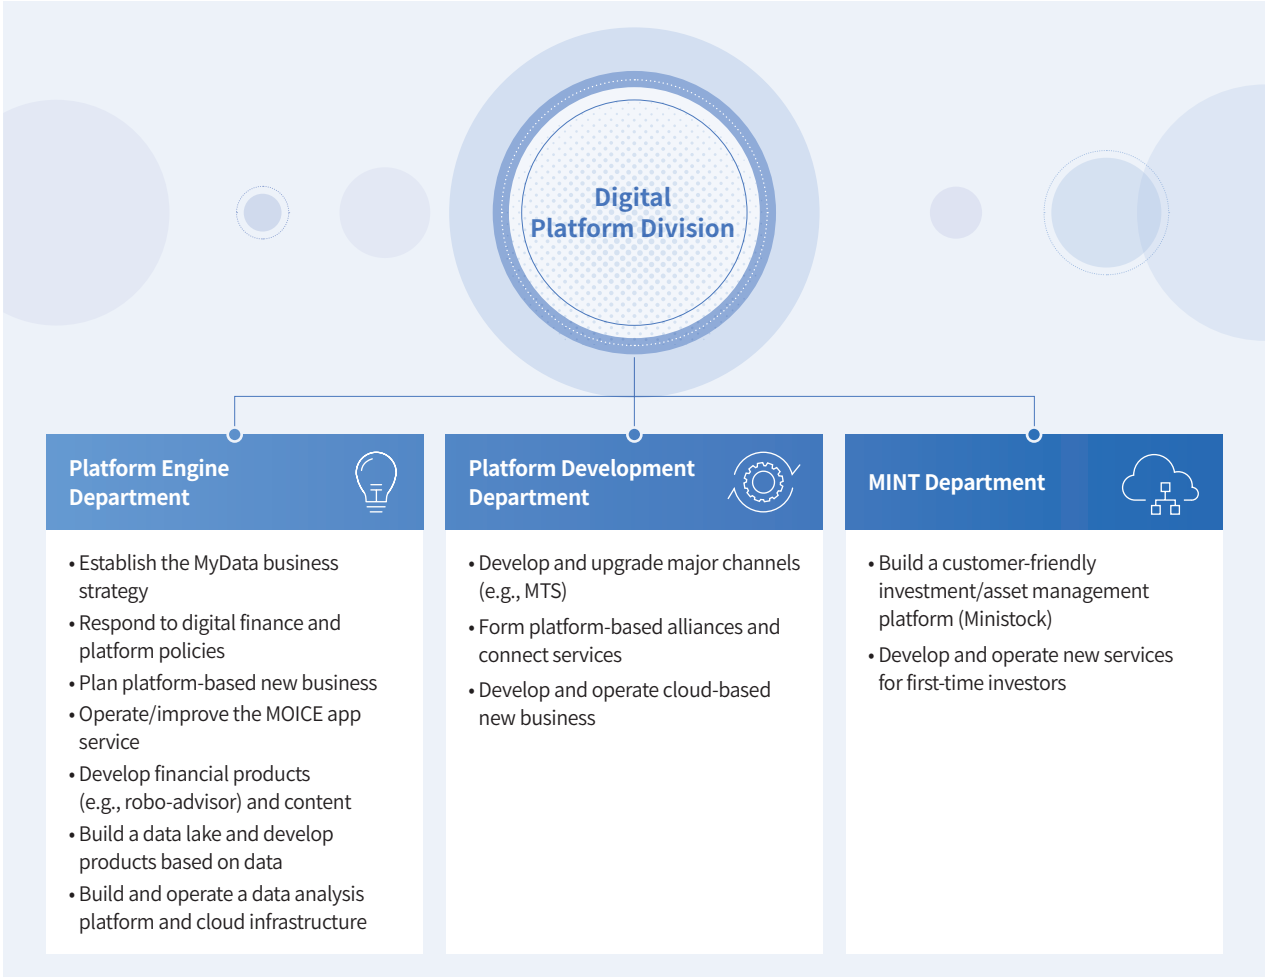 Digital
Platform Division
Platform Engine
Department
• Establish the MyData business
strategy
• Respond to digital finance and
platform policies
• Plan platform-based new business
• Operate/improve the MOICE app
service
• Develop financial products
(e.g., robo-advisor) and content
• Build a data lake and develop
products based on data
• Build and operate a data analysis
platform and cloud infrastructure
Platform Development
Department
• Develop and upgrade major channels
(e.g., MTS)
• Form platform-based alliances and
connect services
• Develop and operate cloud-based
new business
MINT Department
• Build a customer-friendly
investment/asset management
platform (Ministock)
• Develop and operate new services
for first-time investors